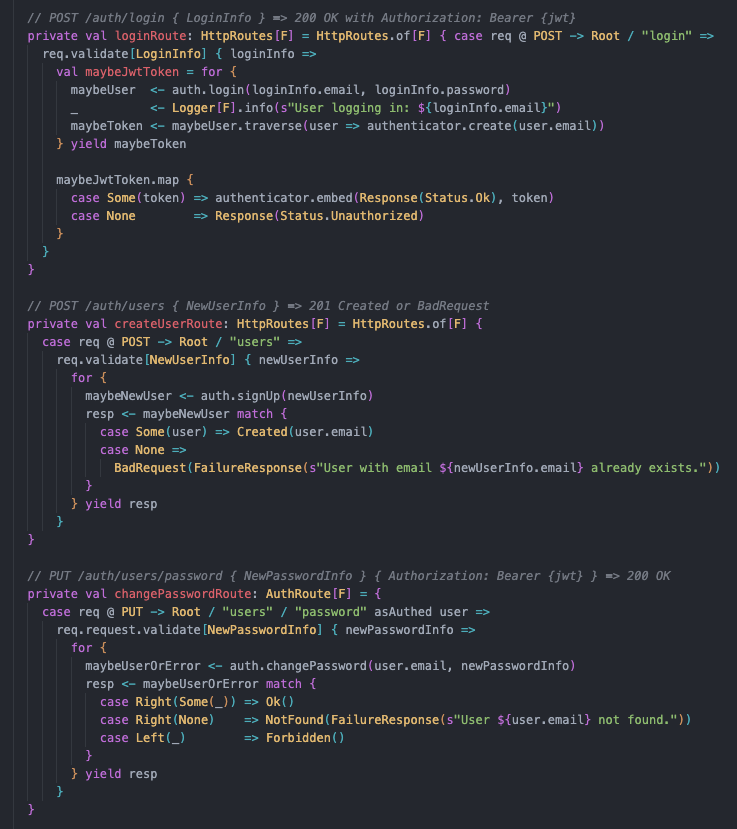 // POST /auth/login { LoginInfo } => 200 OK with Authorization: Bearer {jwt}
private val loginRoute: HttpRoutes[F] = HttpRoutes.of[F] { case req @ POST -> Root / "login" =>
  req.validate[LoginInfo] { loginInfo =>
    val maybeJwtToken = for {
      maybeUser  <- auth.login(loginInfo.email, loginInfo.password)
      _          <- Logger[F].info(s"User logging in: ${loginInfo.email}")
      maybeToken <- maybeUser.traverse(user => authenticator.create(user.email))
    } yield maybeToken

    maybeJwtToken.map {
      case Some(token) => authenticator.embed(Response(Status.Ok), token)
      case None        => Response(Status.Unauthorized)
    }
  }
}

// POST /auth/users { NewUserInfo } => 201 Created or BadRequest
private val createUserRoute: HttpRoutes[F] = HttpRoutes.of[F] {
  case req @ POST -> Root / "users" =>
    req.validate[NewUserInfo] { newUserInfo =>
      for {
        maybeNewUser <- auth.signUp(newUserInfo)
        resp <- maybeNewUser match {
          case Some(user) => Created(user.email)
          case None =>
            BadRequest(FailureResponse(s"User with email ${newUserInfo.email} already exists."))
        }
      } yield resp
    }
}

// PUT /auth/users/password { NewPasswordInfo } { Authorization: Bearer {jwt} } => 200 OK
private val changePasswordRoute: AuthRoute[F] = {
  case req @ PUT -> Root / "users" / "password" asAuthed user =>
    req.request.validate[NewPasswordInfo] { newPasswordInfo =>
      for {
        maybeUserOrError <- auth.changePassword(user.email, newPasswordInfo)
        resp <- maybeUserOrError match {
          case Right(Some(_)) => Ok()
          case Right(None)    => NotFound(FailureResponse(s"User ${user.email} not found."))
          case Left(_)        => Forbidden()
        }
      } yield resp
    }
}